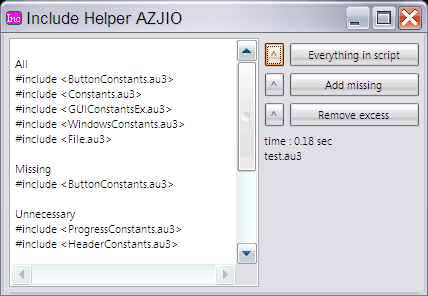 Inc Include Helper AZJIO
All
#include <ButtonConstants.au3>
#include <Constants.au3>
#include <GUIConstantsEx.au3>
#include <WindowsConstants.au3>
#include <File.au3>
Missing
#include <ButtonConstants.au3>
Unnecessary
#include <ProgressConstants.au3>
#include <HeaderConstants.au3>
^ Everything in script
^ Add missing
^ Remove excess
time : 0.18 sec
test.au3